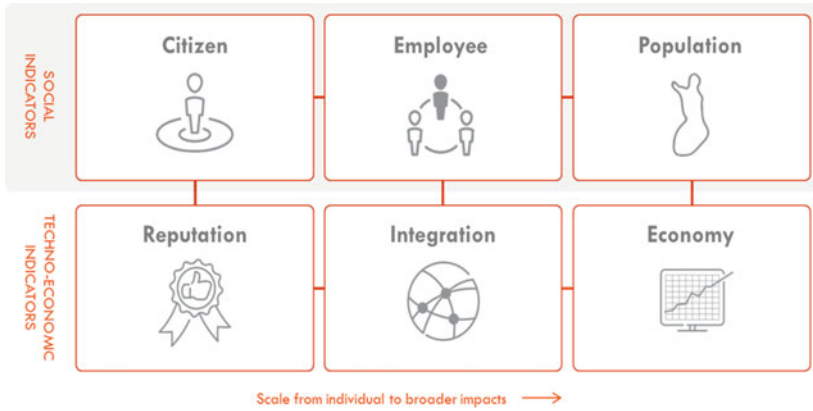 SOCIAL
INDICATORS
Citizen
Employee
Population
TECHNO-ECONOMIC
INDICATORS
Reputation
Integration
Economy
Scale from individual to broader impacts